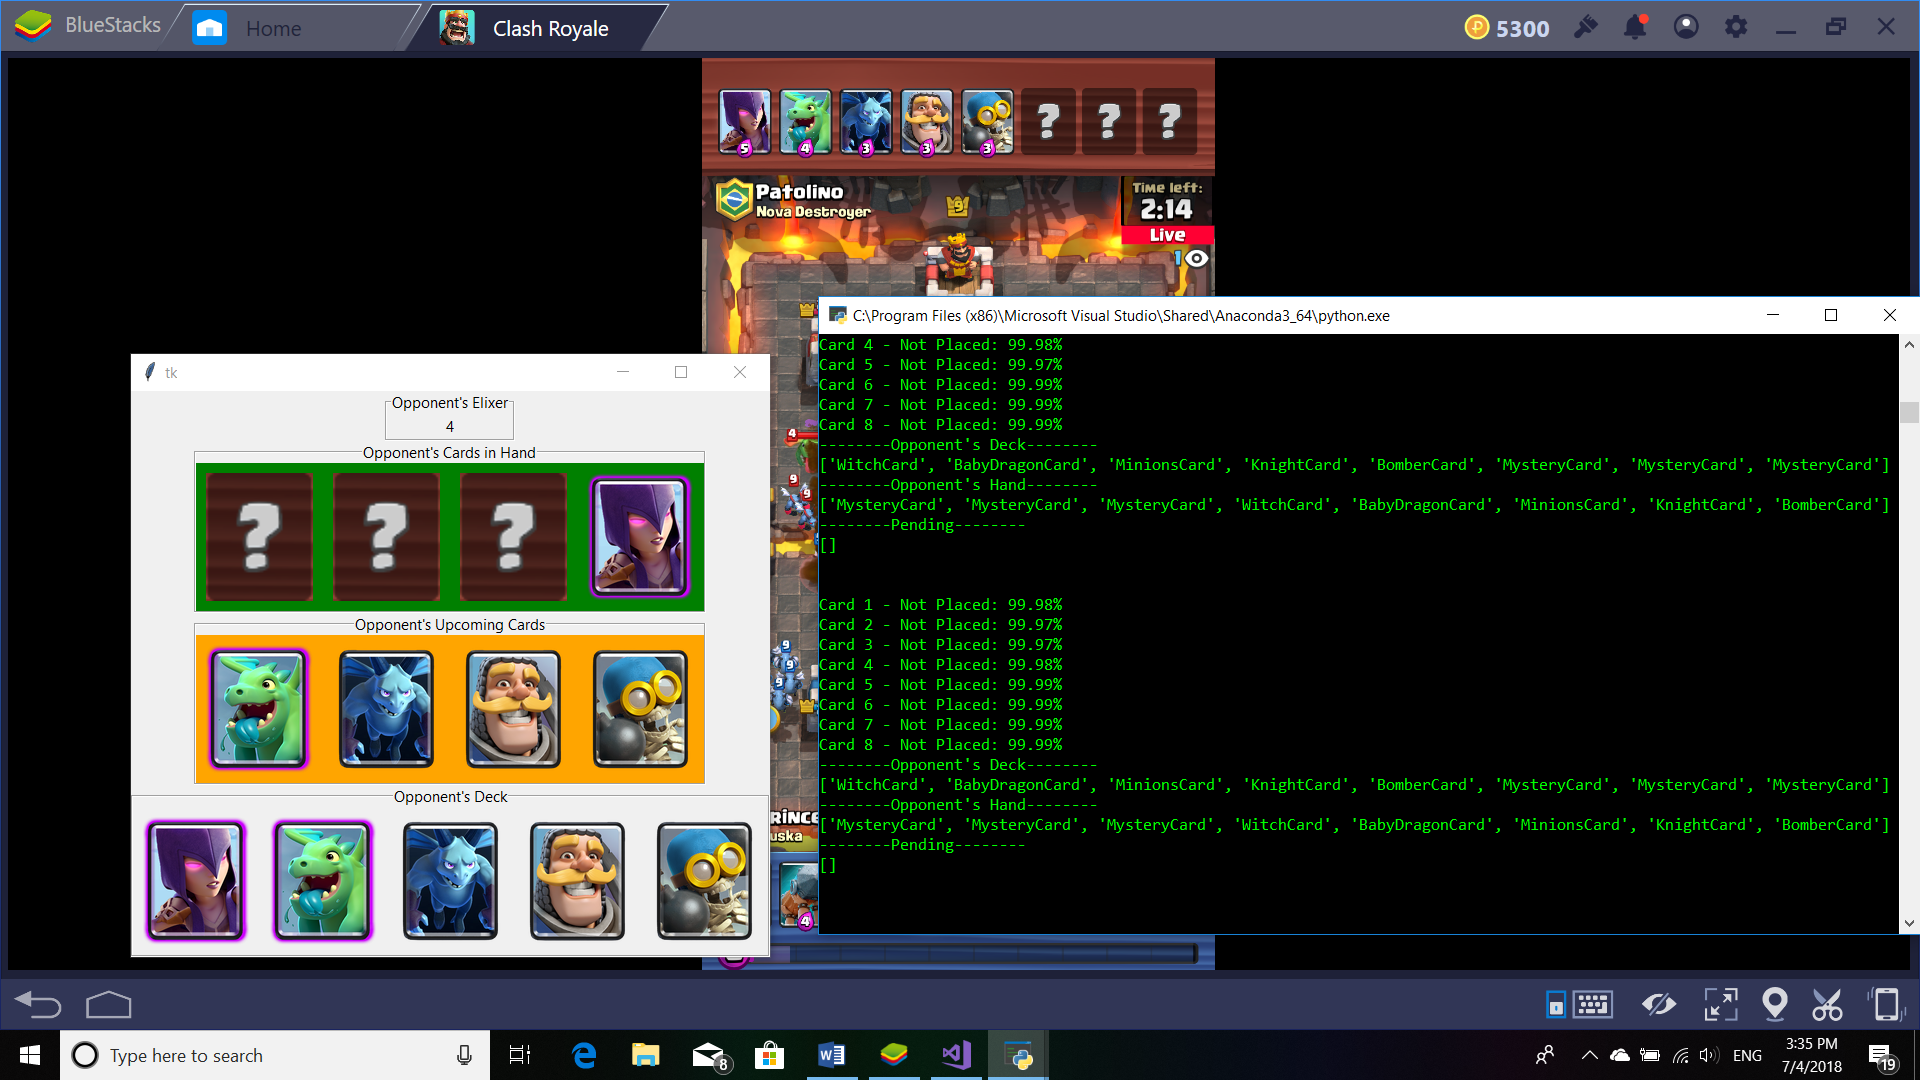 BlueStacks
Home
Clash Royale
5300
5
4
3
3
3
?
?
?
Patolino
Nova Destroyer
9
Time left:
2:14
Live
1
C:\Program Files (x86)\Microsoft Visual Studio\Shared\Anaconda3_64\python.exe
Card 4 - Not Placed: 99.98%
Card 5 - Not Placed: 99.97%
Card 6 - Not Placed: 99.99%
Card 7 - Not Placed: 99.99%
Card 8 - Not Placed: 99.99%
--------Opponent's Deck--------
['WitchCard', 'BabyDragonCard', 'MinionsCard', 'KnightCard', 'BomberCard', 'MysteryCard', 'MysteryCard', 'MysteryCard']
--------Opponent's Hand--------
['MysteryCard', 'MysteryCard', 'MysteryCard', 'WitchCard', 'BabyDragonCard', 'MinionsCard', 'KnightCard', 'BomberCard']
--------Pending--------
[]
Card 1 - Not Placed: 99.98%
Card 2 - Not Placed: 99.97%
Card 3 - Not Placed: 99.97%
Card 4 - Not Placed: 99.98%
Card 5 - Not Placed: 99.99%
Card 6 - Not Placed: 99.99%
Card 7 - Not Placed: 99.99%
Card 8 - Not Placed: 99.99%
--------Opponent's Deck--------
['WitchCard', 'BabyDragonCard', 'MinionsCard', 'KnightCard', 'BomberCard', 'MysteryCard', 'MysteryCard', 'MysteryCard']
--------Opponent's Hand--------
['MysteryCard', 'MysteryCard', 'MysteryCard', 'WitchCard', 'BabyDragonCard', 'MinionsCard', 'KnightCard', 'BomberCard']
--------Pending--------
[]
tk
Opponent's Elixer
4
Opponent's Cards in Hand
?
?
?
Opponent's Upcoming Cards
Opponent's Deck
4
9
9
9
9
9
RINCE
uska
4
Type here to search
8
ENG
3:35 PM
7/4/2018
19